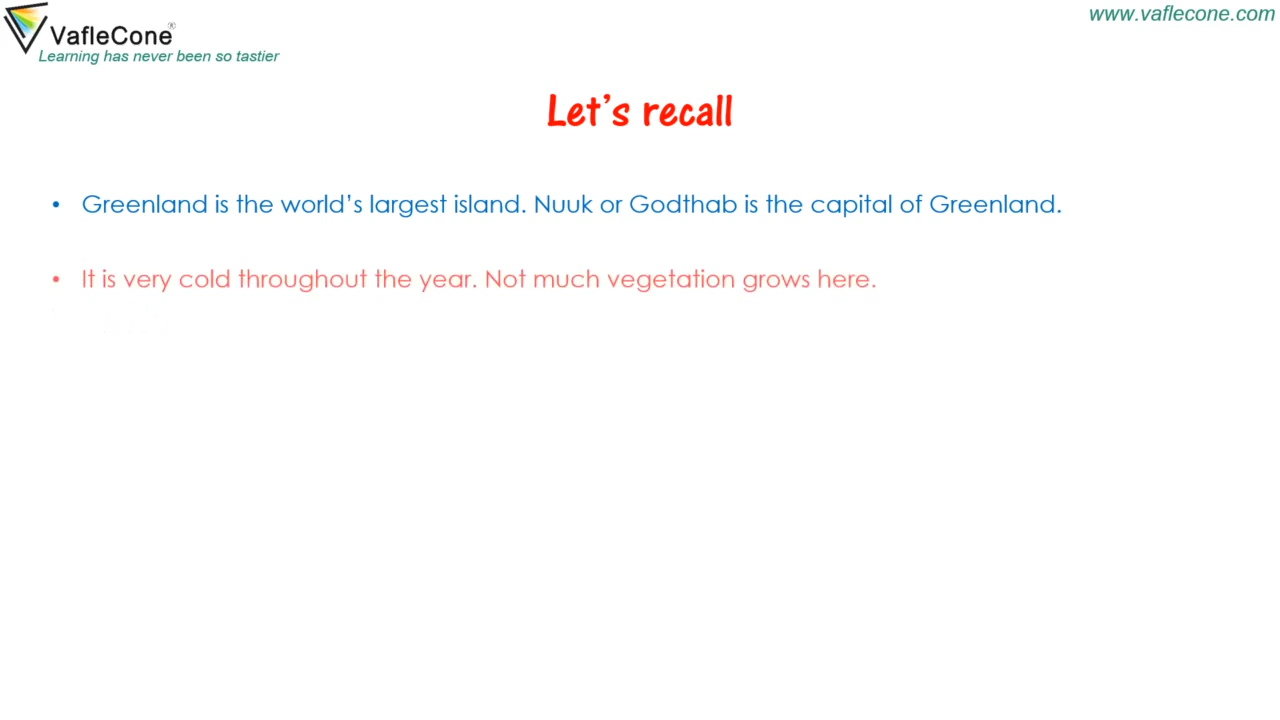 VafleCone®
Learning has never been so tastier
www.vaflecone.com
Let's recall
• Greenland is the world's largest island. Nuuk or Godthab is the capital of Greenland.
• It is very cold throughout the year. Not much vegetation grows here.